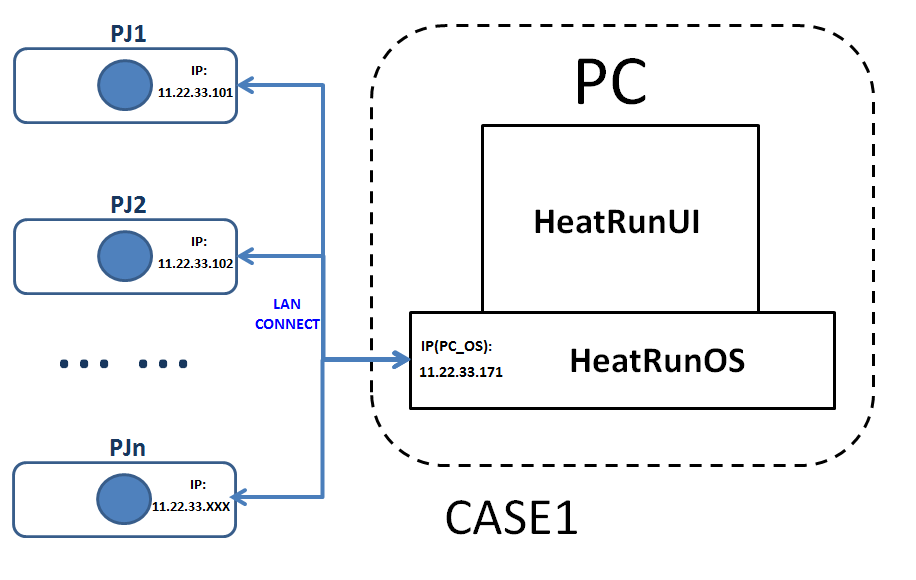 PJ1
IP:
11.22.33.101
PJ2
IP:
11.22.33.102
LAN
CONNECT
... ...
PJn
IP:
11.22.33.XXX
PC
HeatRunUI
IP(PC_OS):
11.22.33.171
HeatRunOS
CASE1